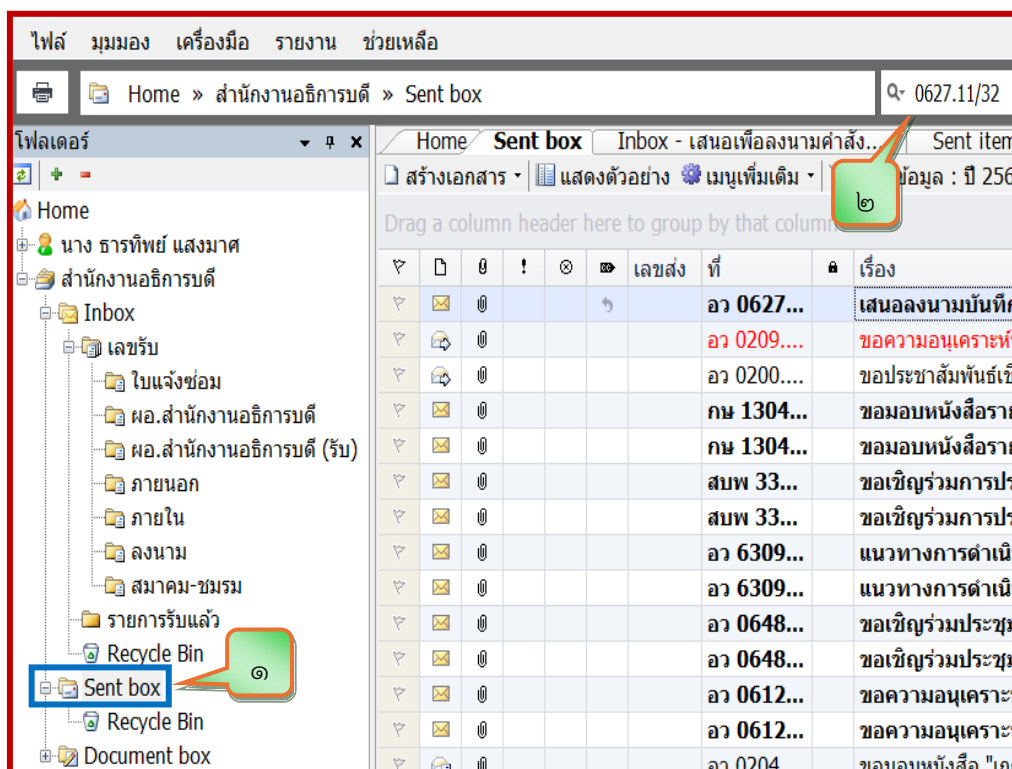 ไฟล์ มุมมอง เครื่องมือ รายงาน ช่วยเหลือ
Home » สำนักงานอธิการบดี » Sent box 0627.11/32
โฟลเดอร์
Home Sent box Inbox - เสนอเพื่อลงนามคำสั่ง... Sent item
สร้างเอกสาร แสดงตัวอย่าง เมนูเพิ่มเติม ข้อมูล : ปี 256
๒
Home
Drag a column header here to group by that colum
นาง ธารทิพย์ แสงมาศ
สำนักงานอธิการบดี
เลขส่ง ที่ เรื่อง
Inbox
อว 0627... เสนอลงนามบันทึก
เลขรับ
อว 0209.... ขอความอนุเคราะห์
ใบแจ้งซ่อม
อว 0200.... ขอประชาสัมพันธ์เชิ
ผอ.สำนักงานอธิการบดี
กษ 1304... ขอมอบหนังสือราย
ผอ.สำนักงานอธิการบดี (รับ)
กษ 1304... ขอมอบหนังสือราย
ภายนอก
สบพ 33... ขอเชิญร่วมการปร
ภายใน
สบพ 33... ขอเชิญร่วมการปร
ลงนาม
อว 6309... แนวทางการดำเนิ
สมาคม-ชมรม
อว 6309... แนวทางการดำเนิ
รายการรับแล้ว
อว 0648... ขอเชิญร่วมประชุม
Recycle Bin
๑
อว 0648... ขอเชิญร่วมประชุม
Sent box
อว 0612... ขอความอนุเคราะ
Recycle Bin
อว 0612... ขอความอนุเคราะ
Document box
อว 0204